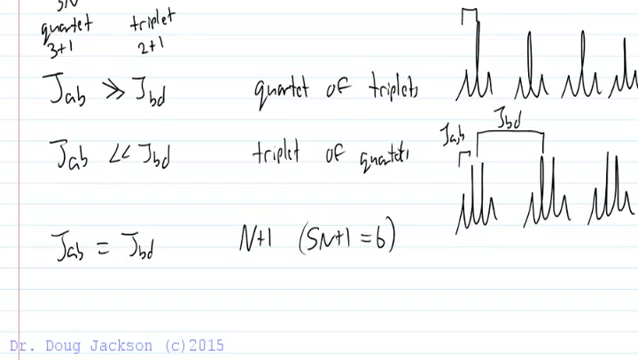 quartet triplet
3+1 2+1
Jab >> Jbd quartet of triplets
Jab Jbd
Jab << Jbd triplet of quartets
Jab = Jbd N+1 (5N+1=6)
Dr. Doug Jackson (c)2015